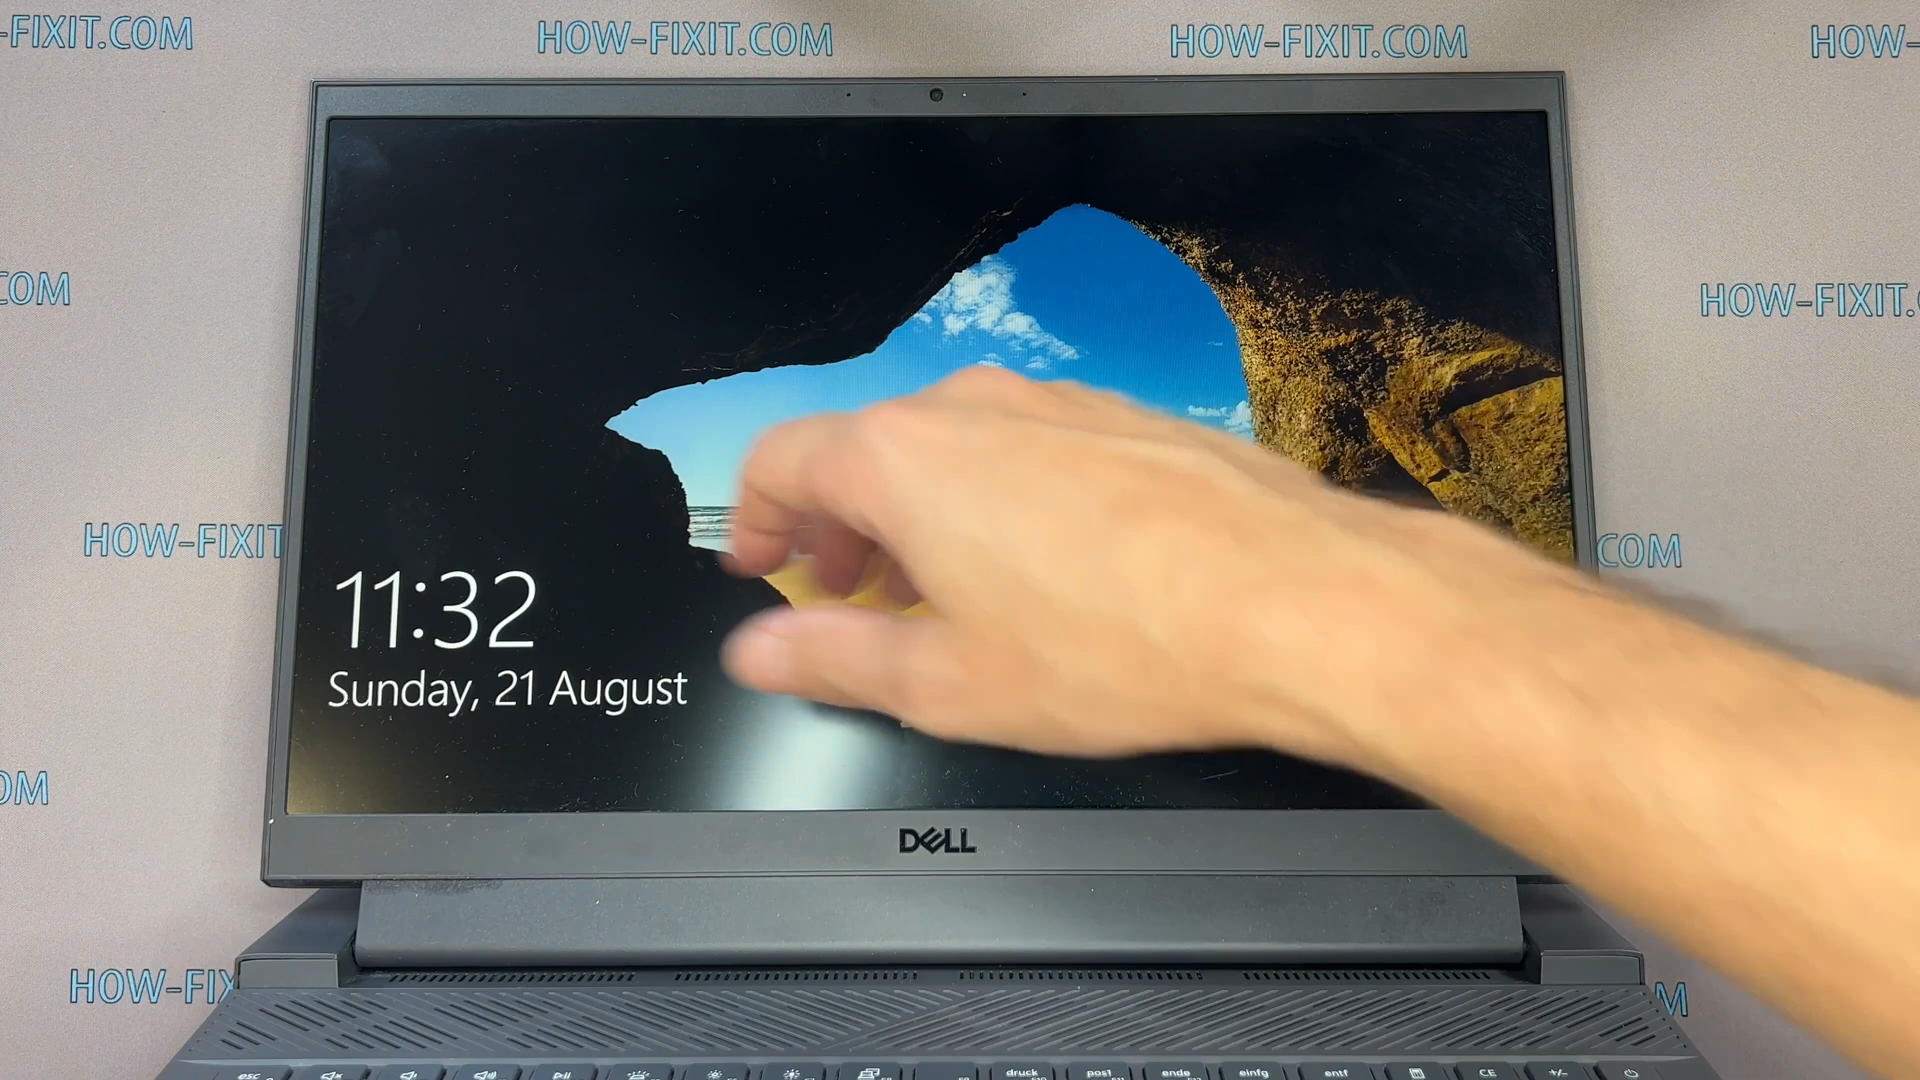 -FIXIT.COM
HOW-FIXIT.COM
HOW-FIXIT.COM
HOW-
COM
HOW-FIXIT.
HOW-FIXIT
COM
11:32
Sunday, 21 August
OM
DELL
HOW-FIX
M
esc
druck
pos1
ende
einfg
entf
CE
+/-